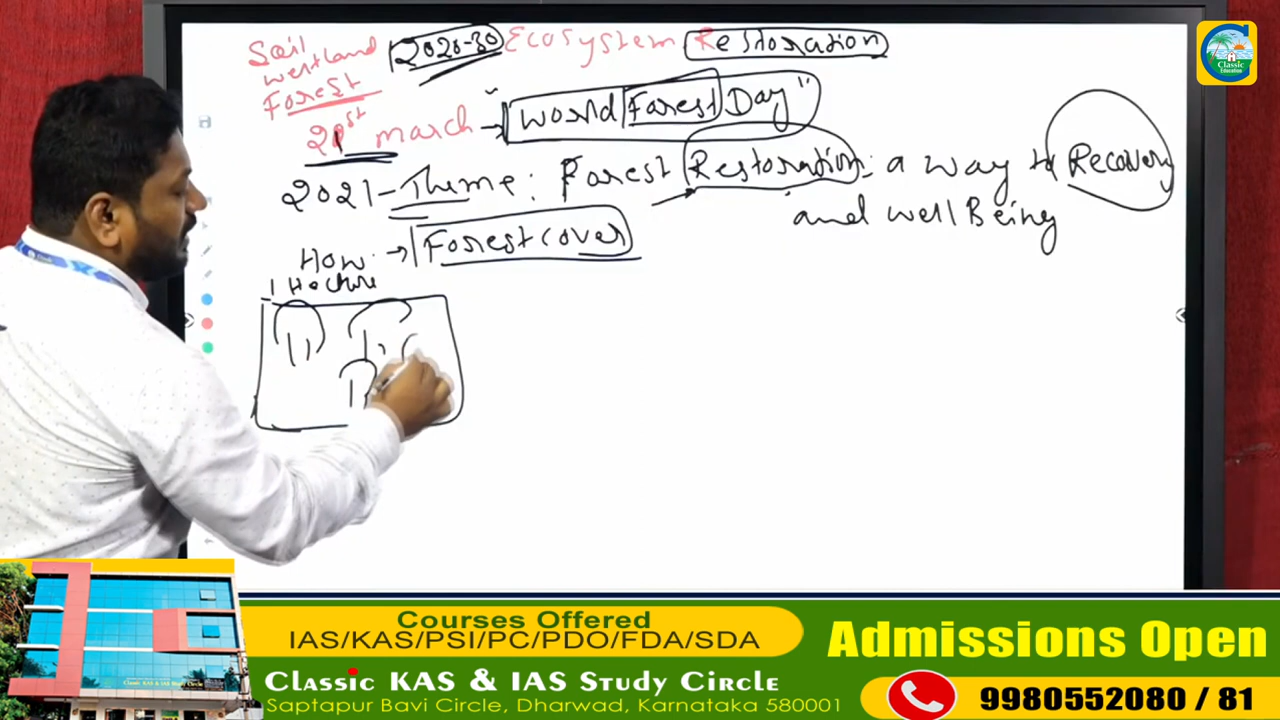 Soil
Westland
Forest
2020-30 Ecosystem Restoration
21st march → "World Forest Day"
2021 - Theme: Forest Restoration: a way to Recovery
and well Being
How → Forest cover
1 Hecture
Classic
Education
Courses Offered
IAS/KAS/PSI/PC/PDO/FDA/SDA
Classic KAS & IAS Study Circle
Saptapur Bavi Circle, Dharwad, Karnataka 580001
Admissions Open
9980552080 / 81